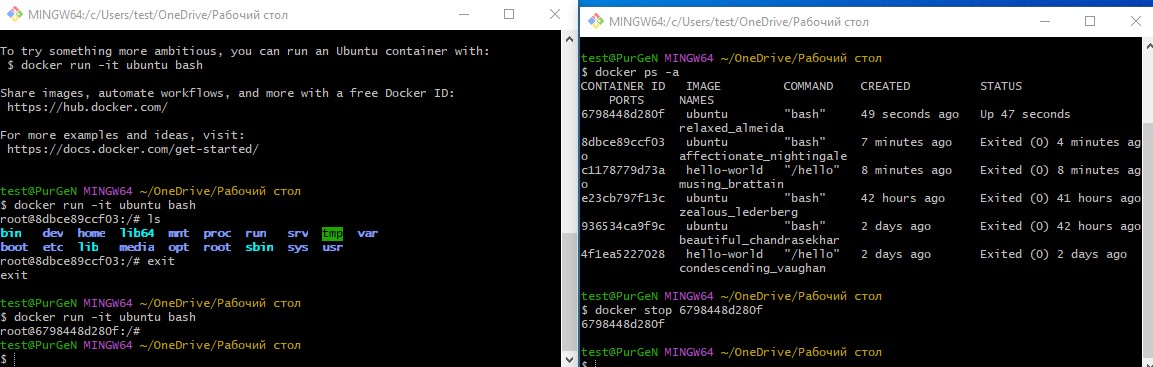 MINGW64:/c/Users/test/OneDrive/Рабочий стол
To try something more ambitious, you can run an Ubuntu container with:
$ docker run -it ubuntu bash
Share images, automate workflows, and more with a free Docker ID:
https://hub.docker.com/
For more examples and ideas, visit:
https://docs.docker.com/get-started/
test@PurGeN MINGW64 ~/OneDrive/Рабочий стол
$ docker run -it ubuntu bash
root@8dbce89ccf03:/# ls
bin dev home lib64 mnt proc run srv tmp var
boot etc lib media opt root sbin sys usr
root@8dbce89ccf03:/# exit
exit
test@PurGeN MINGW64 ~/OneDrive/Рабочий стол
$ docker run -it ubuntu bash
root@6798448d280f:/#
test@PurGeN MINGW64 ~/OneDrive/Рабочий стол
$
MINGW64:/c/Users/test/OneDrive/Рабочий стол
test@PurGeN MINGW64 ~/OneDrive/Рабочий стол
$ docker ps -a
CONTAINER ID IMAGE COMMAND CREATED STATUS
PORTS NAMES
6798448d280f ubuntu "bash" 49 seconds ago Up 47 seconds
relaxed_almeida
8dbce89ccf03 ubuntu "bash" 7 minutes ago Exited (0) 4 minutes ag
o affectionate_nightingale
c1178779d73a hello-world "/hello" 8 minutes ago Exited (0) 8 minutes ag
o musing_brattain
e23cb797f13c ubuntu "bash" 42 hours ago Exited (0) 41 hours ago
zealous_lederberg
936534ca9f9c ubuntu "bash" 2 days ago Exited (0) 42 hours ago
beautiful_chandrasekhar
4f1ea5227028 hello-world "/hello" 2 days ago Exited (0) 2 days ago
condescending_vaughan
test@PurGeN MINGW64 ~/OneDrive/Рабочий стол
$ docker stop 6798448d280f
6798448d280f
test@PurGeN MINGW64 ~/OneDrive/Рабочий стол
$